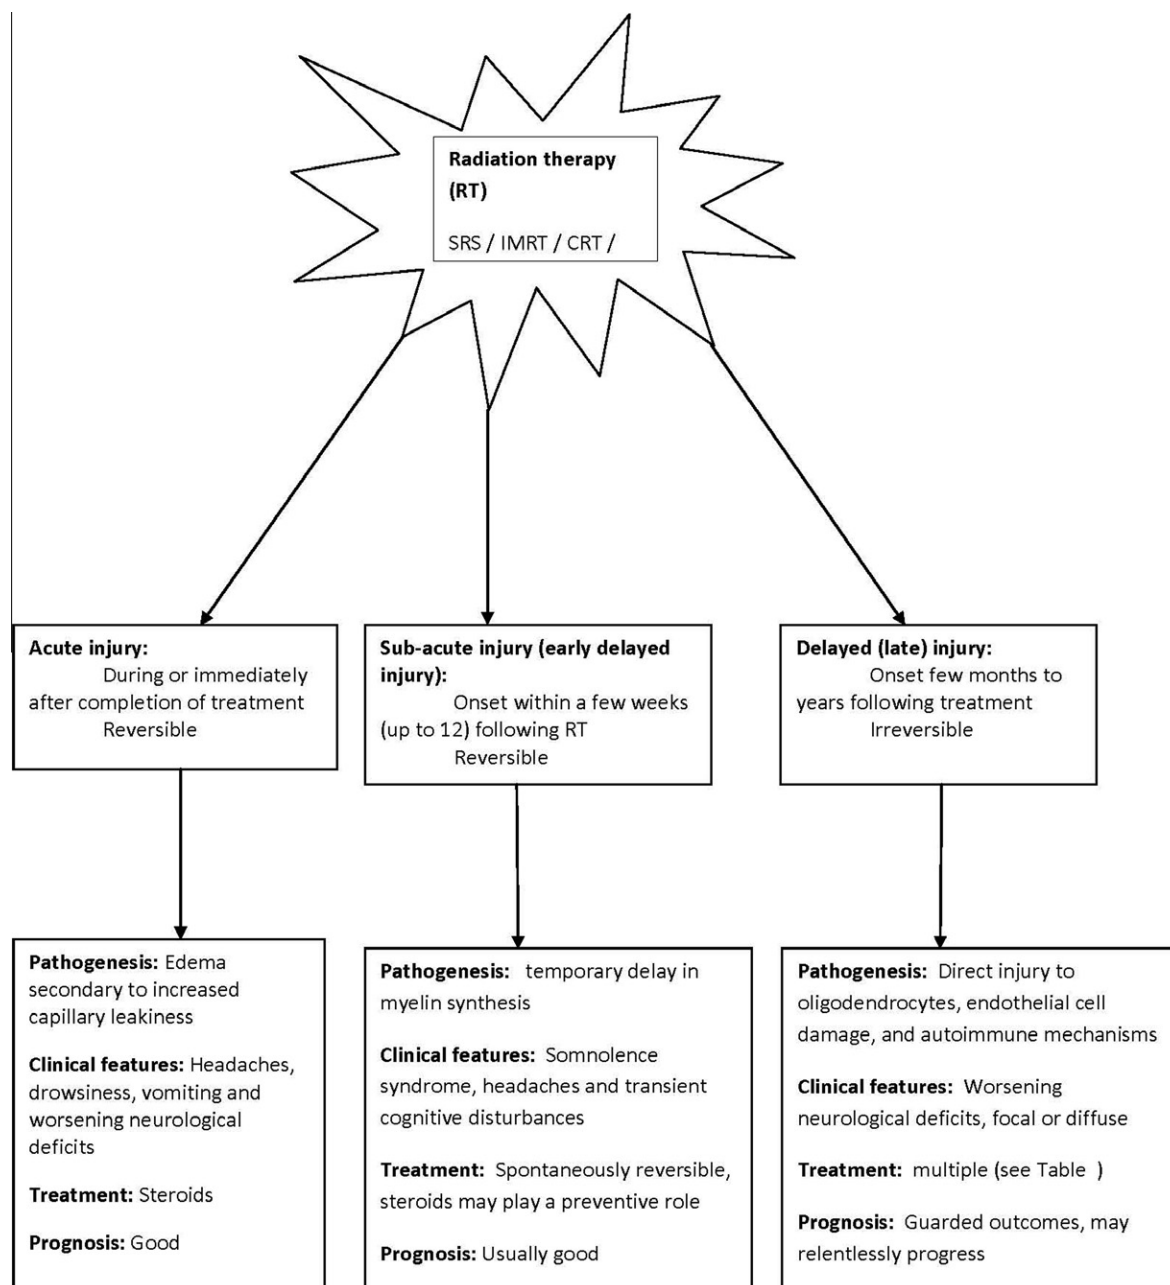 Radiation therapy
(RT)
SRS / IMRT / CRT /
Acute injury:
During or immediately
after completion of treatment
Reversible
Sub-acute injury (early delayed
injury):
Onset within a few weeks
(up to 12) following RT
Reversible
Delayed (late) injury:
Onset few months to
years following treatment
Irreversible
Pathogenesis: Edema
secondary to increased
capillary leakiness
Clinical features: Headaches,
drowsiness, vomiting and
worsening neurological
deficits
Treatment: Steroids
Prognosis: Good
Pathogenesis: temporary delay in
myelin synthesis
Clinical features: Somnolence
syndrome, headaches and transient
cognitive disturbances
Treatment: Spontaneously reversible,
steroids may play a preventive role
Prognosis: Usually good
Pathogenesis: Direct injury to
oligodendrocytes, endothelial cell
damage, and autoimmune mechanisms
Clinical features: Worsening
neurological deficits, focal or diffuse
Treatment: multiple (see Table )
Prognosis: Guarded outcomes, may
relentlessly progress